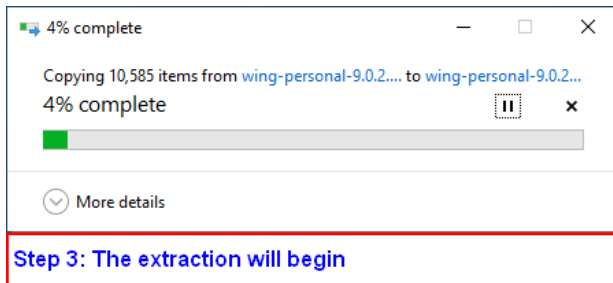 4% complete
Copying 10,585 items from wing-personal-9.0.2.... to wing-personal-9.0.2...
4% complete
More details
Step 3: The extraction will begin